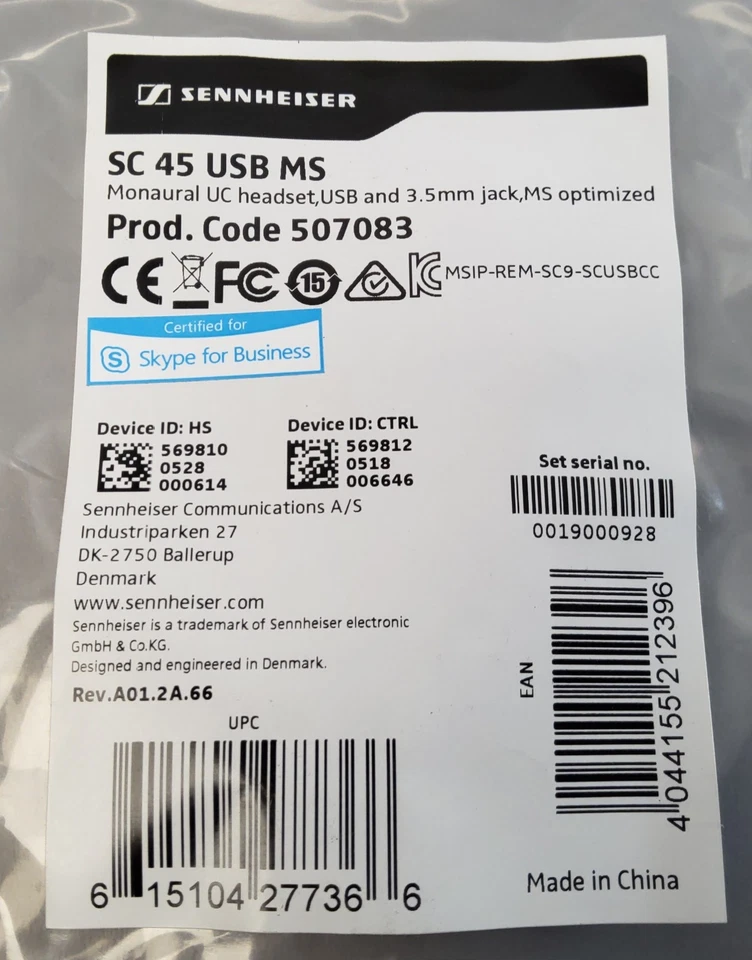 SENNHEISER
SC 45 USB MS
Monaural UC headset,USB and 3.5mm jack,MS optimized
Prod. Code 507083
CE FC 15 KC MSIP-REM-SC9-SCUSBCC
Certified for
S Skype for Business
Device ID: HS
569810
0528
000614
Device ID: CTRL
569812
0518
006646
Set serial no.
0019000928
Sennheiser Communications A/S
Industriparken 27
DK-2750 Ballerup
Denmark
www.sennheiser.com
Sennheiser is a trademark of Sennheiser electronic
GmbH & Co.KG.
Designed and engineered in Denmark.
Rev.A01.2A.66
EAN
4 044155 212396
UPC
6 15104 27736 6
Made in China